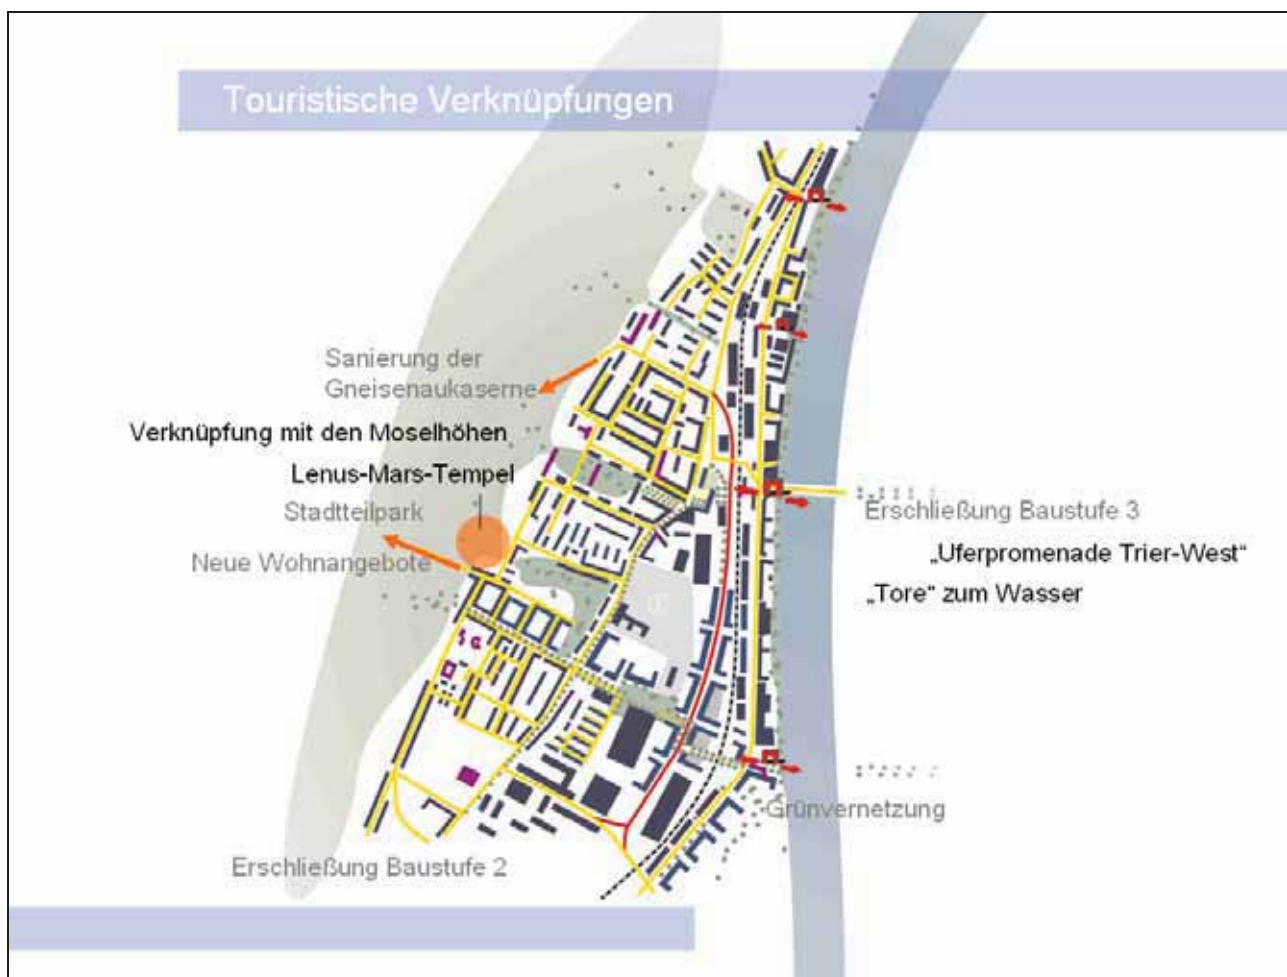 Touristische Verknüpfungen
Sanierung der
Gneisenaukaserne
Verknüpfung mit den Moselhöhen
Lenus-Mars-Tempel
Stadtteilpark
Neue Wohnangebote
Erschließung Baustufe 3
„Uferpromenade Trier-West“
„Tore“ zum Wasser
Grünvernetzung
Erschließung Baustufe 2